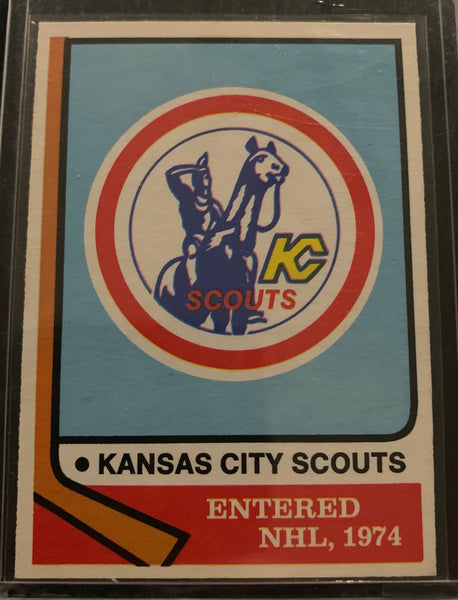 KC
SCOUTS
• KANSAS CITY SCOUTS
ENTERED
NHL, 1974